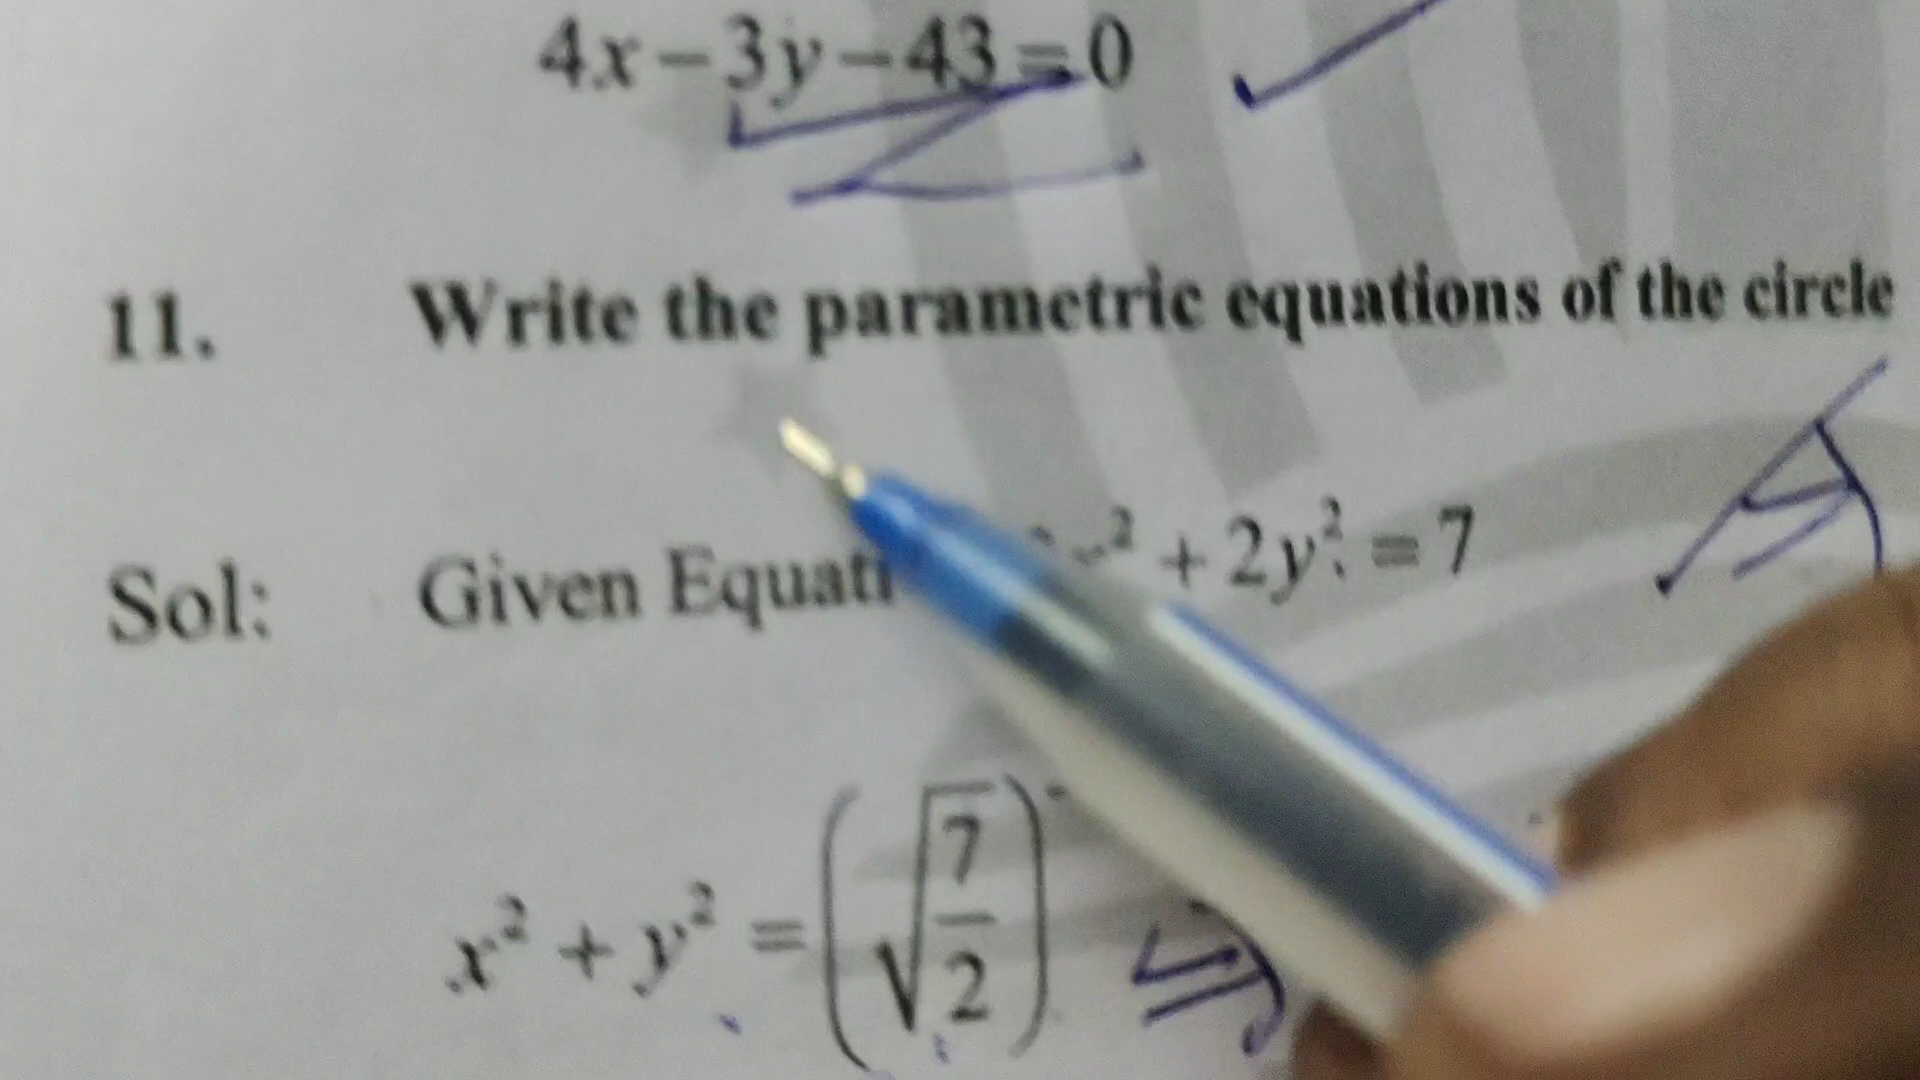 4x-3y-43=0
11. Write the parametric equations of the circle
Sol: Given Equati ² + 2y² = 7
x² + y² = (√(7/2))